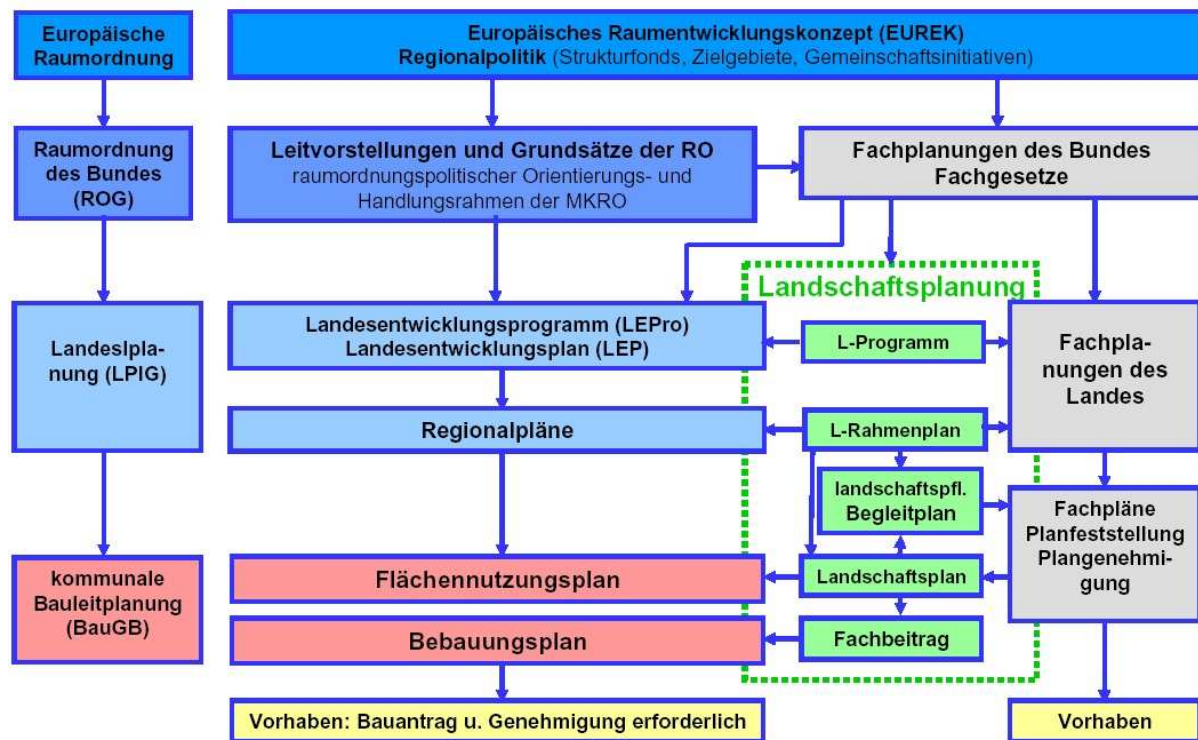 Europäische
Raumordnung
Europäisches Raumentwicklungskonzept (EUREK)
Regionalpolitik (Strukturfonds, Zielgebiete, Gemeinschaftsinitiativen)
Raumordnung
des Bundes
(ROG)
Leitvorstellungen und Grundsätze der RO
raumordnungspolitischer Orientierungs- und
Handlungsrahmen der MKRO
Fachplanungen des Bundes
Fachgesetze
Landschaftsplanung
Landeslpla-
nung (LPlG)
Landesentwicklungsprogramm (LEPro)
Landesentwicklungsplan (LEP)
L-Programm
Fachpla-
nungen des
Landes
Regionalpläne
L-Rahmenplan
landschaftspfl.
Begleitplan
Fachpläne
Planfeststellung
Plangenehmi-
gung
kommunale
Bauleitplanung
(BauGB)
Flächennutzungsplan
Landschaftsplan
Bebauungsplan
Fachbeitrag
Vorhaben: Bauantrag u. Genehmigung erforderlich
Vorhaben